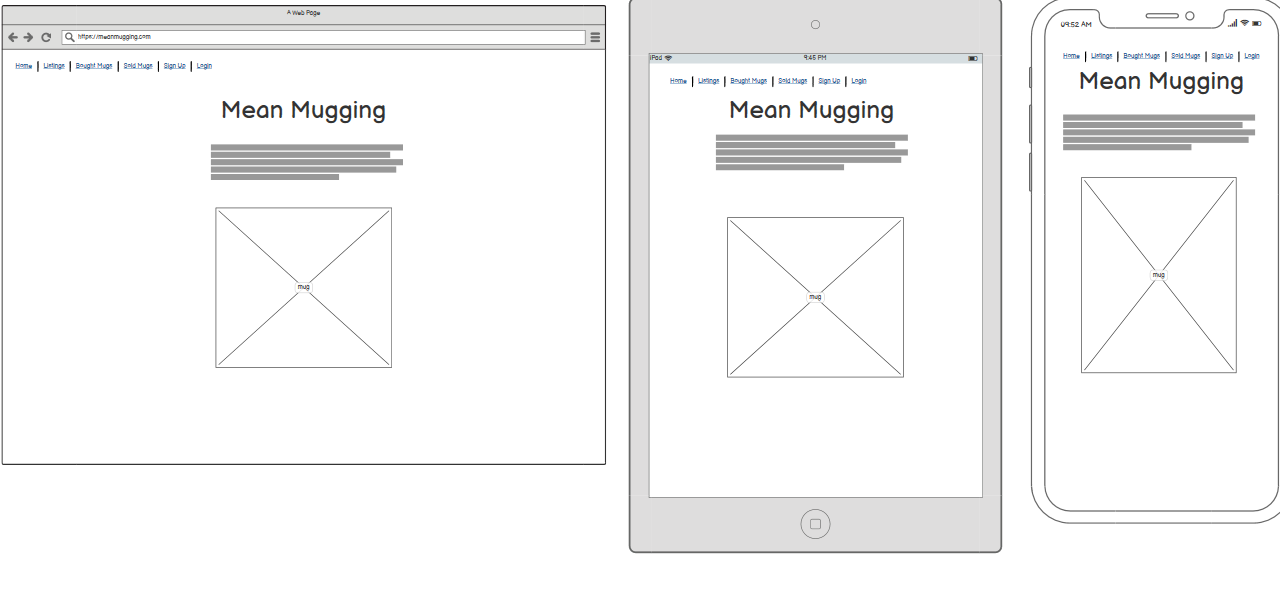 A Web Page
https://meanmugging.com
Home | Listings | Bought Mugs | Sold Mugs | Sign Up | Login
Mean Mugging
mug
iPad
9:45 PM
Home | Listings | Bought Mugs | Sold Mugs | Sign Up | Login
Mean Mugging
mug
09:52 AM
Home | Listings | Bought Mugs | Sold Mugs | Sign Up | Login
Mean Mugging
mug